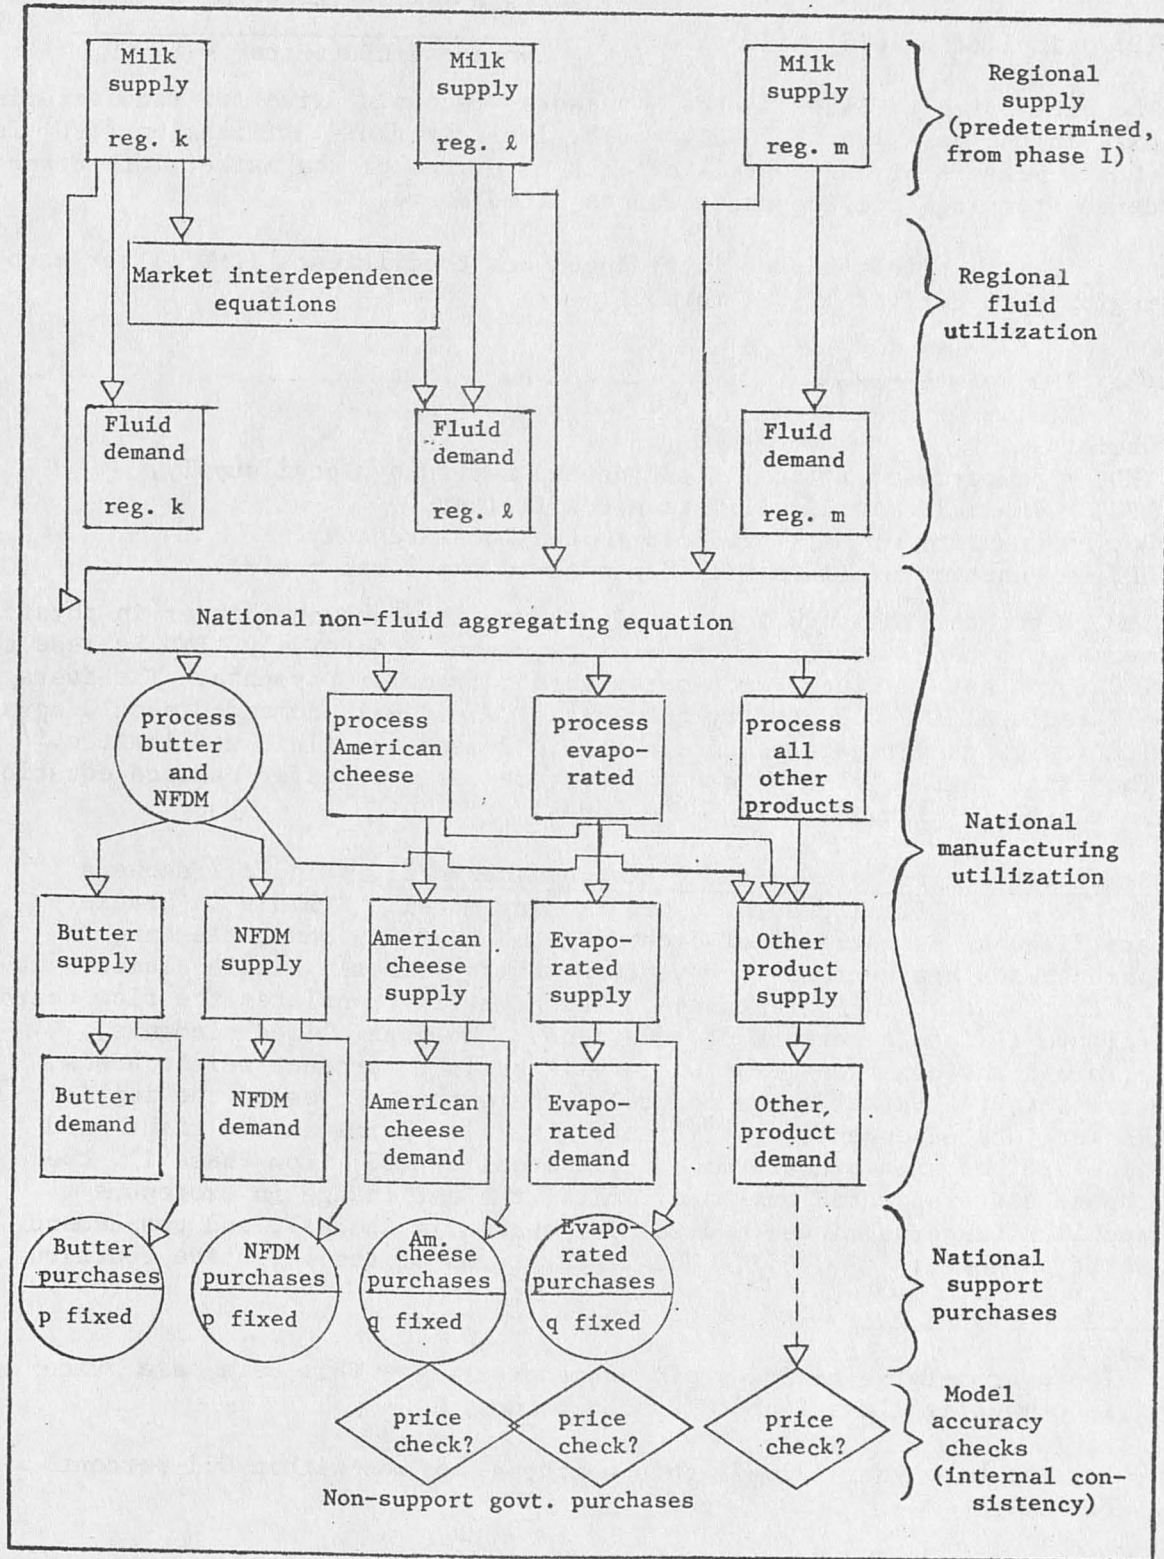 Milk
supply
reg. k
Milk
supply
reg. ℓ
Milk
supply
reg. m
Regional
supply
(predetermined,
from phase I)
Market interdependence
equations
Regional
fluid
utilization
Fluid
demand
reg. k
Fluid
demand
reg. ℓ
Fluid
demand
reg. m
National non-fluid aggregating equation
process
butter
and
NFDM
process
American
cheese
process
evapo-
rated
process
all
other
products
National
manufacturing
utilization
Butter
supply
NFDM
supply
American
cheese
supply
Evapo-
rated
supply
Other
product
supply
Butter
demand
NFDM
demand
American
cheese
demand
Evapo-
rated
demand
Other,
product
demand
Butter
purchases
p fixed
NFDM
purchases
p fixed
Am.
cheese
purchases
q fixed
Evapo-
rated
purchases
q fixed
National
support
purchases
price
check?
price
check?
price
check?
Model
accuracy
checks
(internal con-
sistency)
Non-support govt. purchases